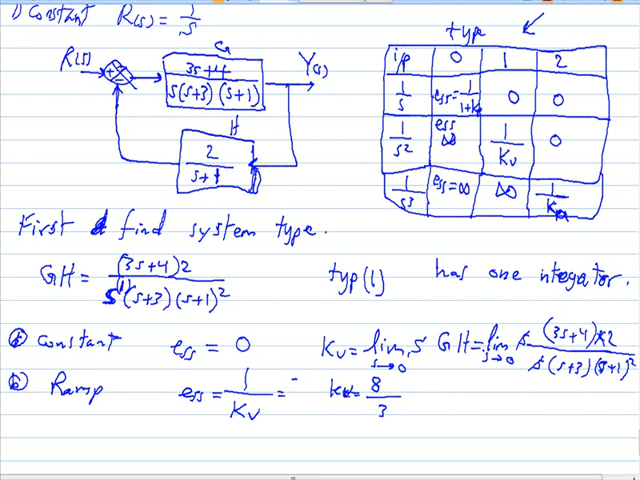 1) Constant R(s) = 1/s
type
G
R(s) + − (3s+4)/(s(s+3)(s+1)) Y(s)
H
2/(s+1)
i/p 0 1 2
1/s ess=1/(1+K 0 0
1/s² ess ∞ 1/Kv 0
1/s³ ess=∞ ∞ 1/Ka
First find system type.
GH = (3s+4)2/(s⁽¹⁾(s+3)(s+1)²) typ(1) has one integrator.
(a) Constant ess = 0 Kv = lim s→0 s GH = lim s→0 s (3s+4)×2/(s(s+3)(s+1)²)
(b) Ramp ess = 1/Kv = Kv = 8/3